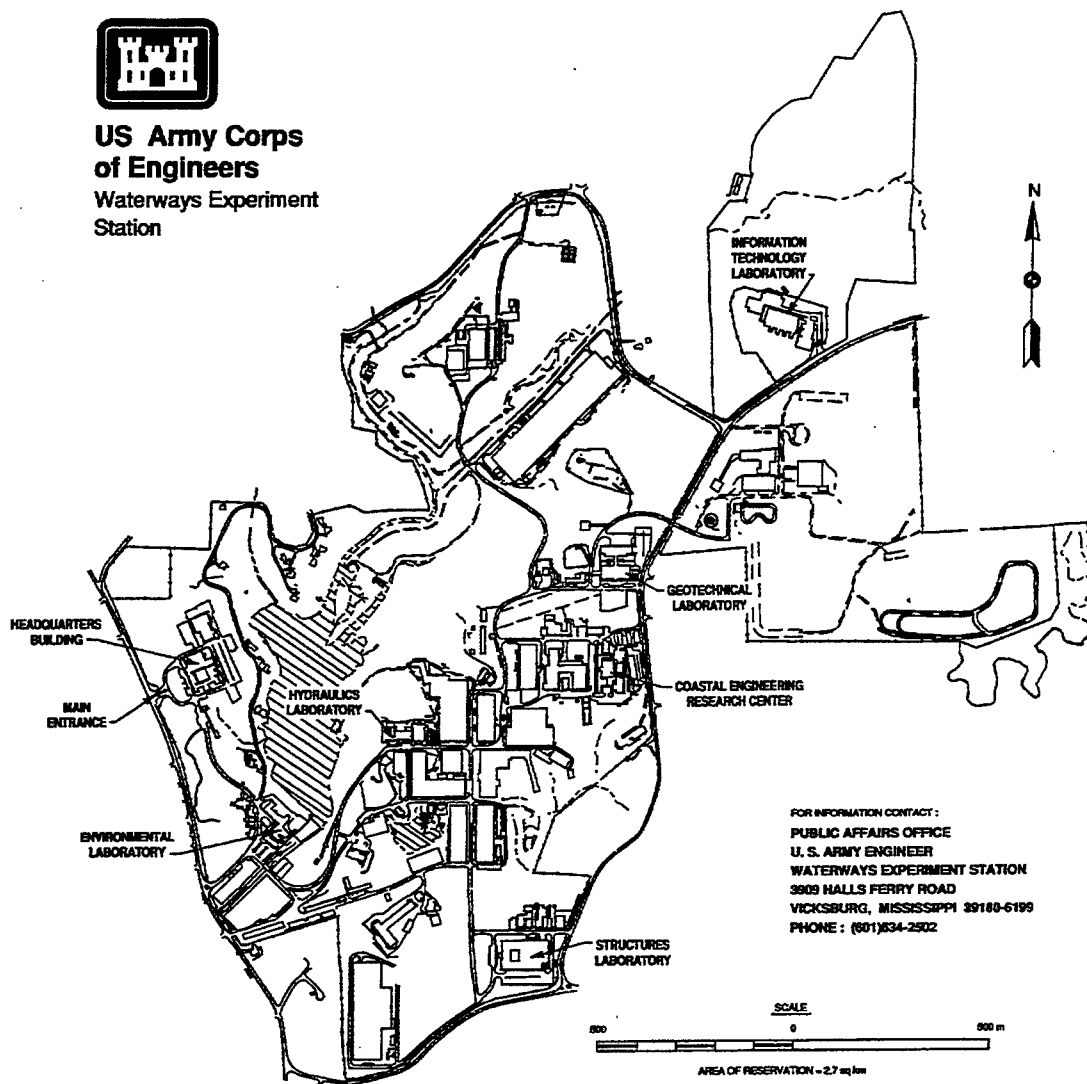 US Army Corps
of Engineers
Waterways Experiment
Station
N
INFORMATION
TECHNOLOGY
LABORATORY
GEOTECHNICAL
LABORATORY
HEADQUARTERS
BUILDING
MAIN
ENTRANCE
HYDRAULICS
LABORATORY
COASTAL ENGINEERING
RESEARCH CENTER
ENVIRONMENTAL
LABORATORY
STRUCTURES
LABORATORY
FOR INFORMATION CONTACT :
PUBLIC AFFAIRS OFFICE
U. S. ARMY ENGINEER
WATERWAYS EXPERIMENT STATION
3909 HALLS FERRY ROAD
VICKSBURG, MISSISSIPPI 39180-6199
PHONE : (601)634-2502
SCALE
500 0 500 m
AREA OF RESERVATION = 2.7 sq km